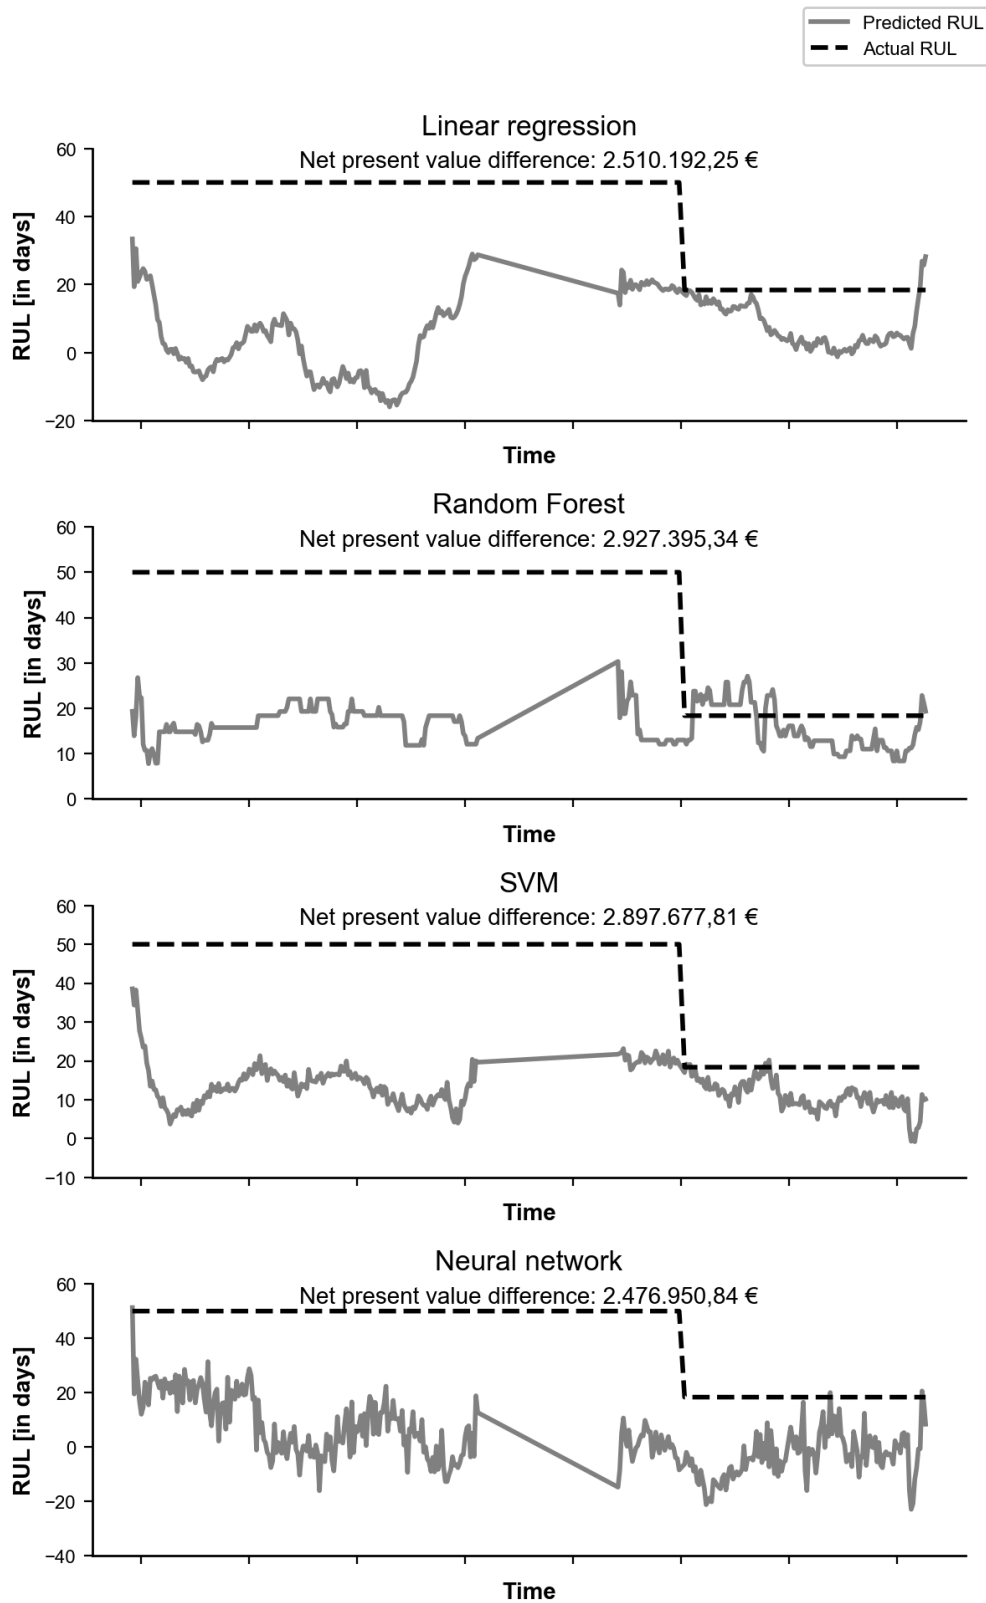 Predicted RUL
Actual RUL
Linear regression
Net present value difference: 2.510.192,25 €
60
40
20
0
−20
RUL [in days]
Time
Random Forest
Net present value difference: 2.927.395,34 €
60
50
40
30
20
10
0
RUL [in days]
Time
SVM
Net present value difference: 2.897.677,81 €
60
50
40
30
20
10
0
−10
RUL [in days]
Time
Neural network
Net present value difference: 2.476.950,84 €
60
40
20
0
−20
−40
RUL [in days]
Time